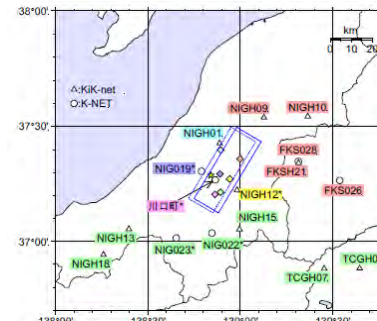 38°00'
km
0 10 20
△:KiK-net
○:K-NET
NIGH09.
NIGH10.
37°30'
NIGH01.
FKS028.
FKSH21.
NIG019*
FKS026.
NIGH12*
川口町*
NIGH15.
NIGH13.
NIG023*
NIG022*
37°00'
NIGH18.
TCGH07.
TCGH0